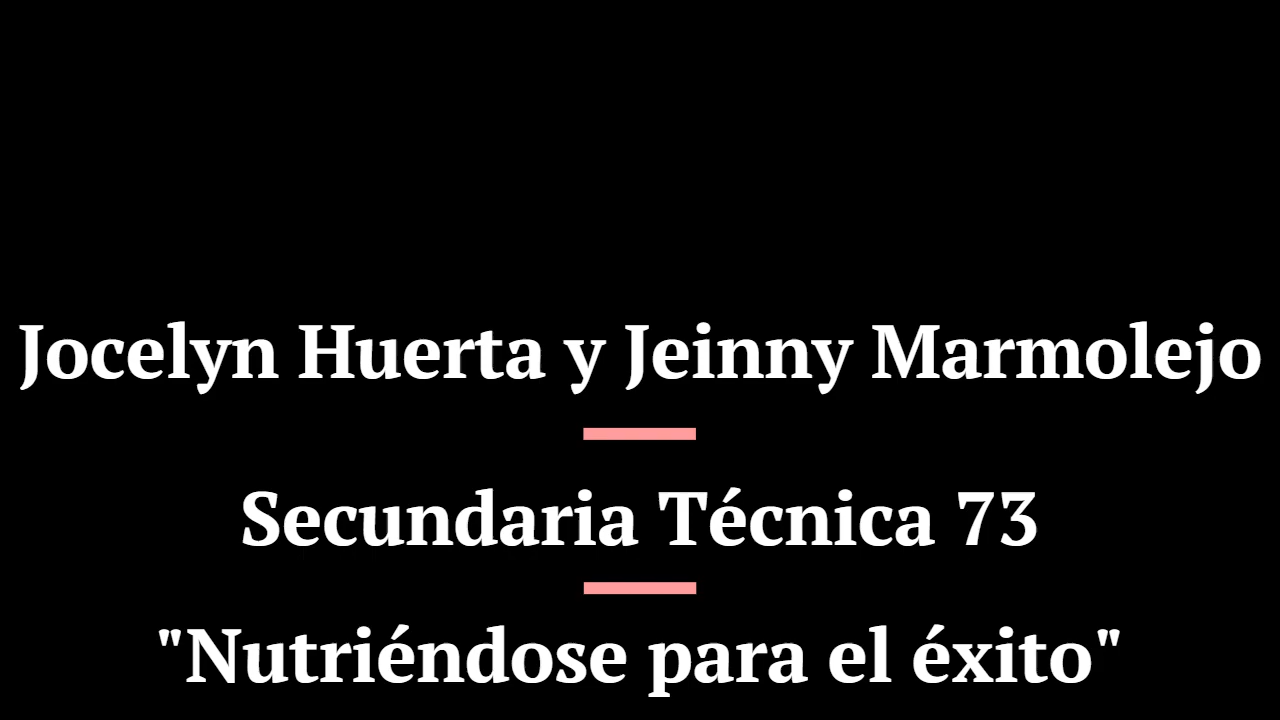 Jocelyn Huerta y Jeinny Marmolejo
Secundaria Técnica 73
"Nutriéndose para el éxito"